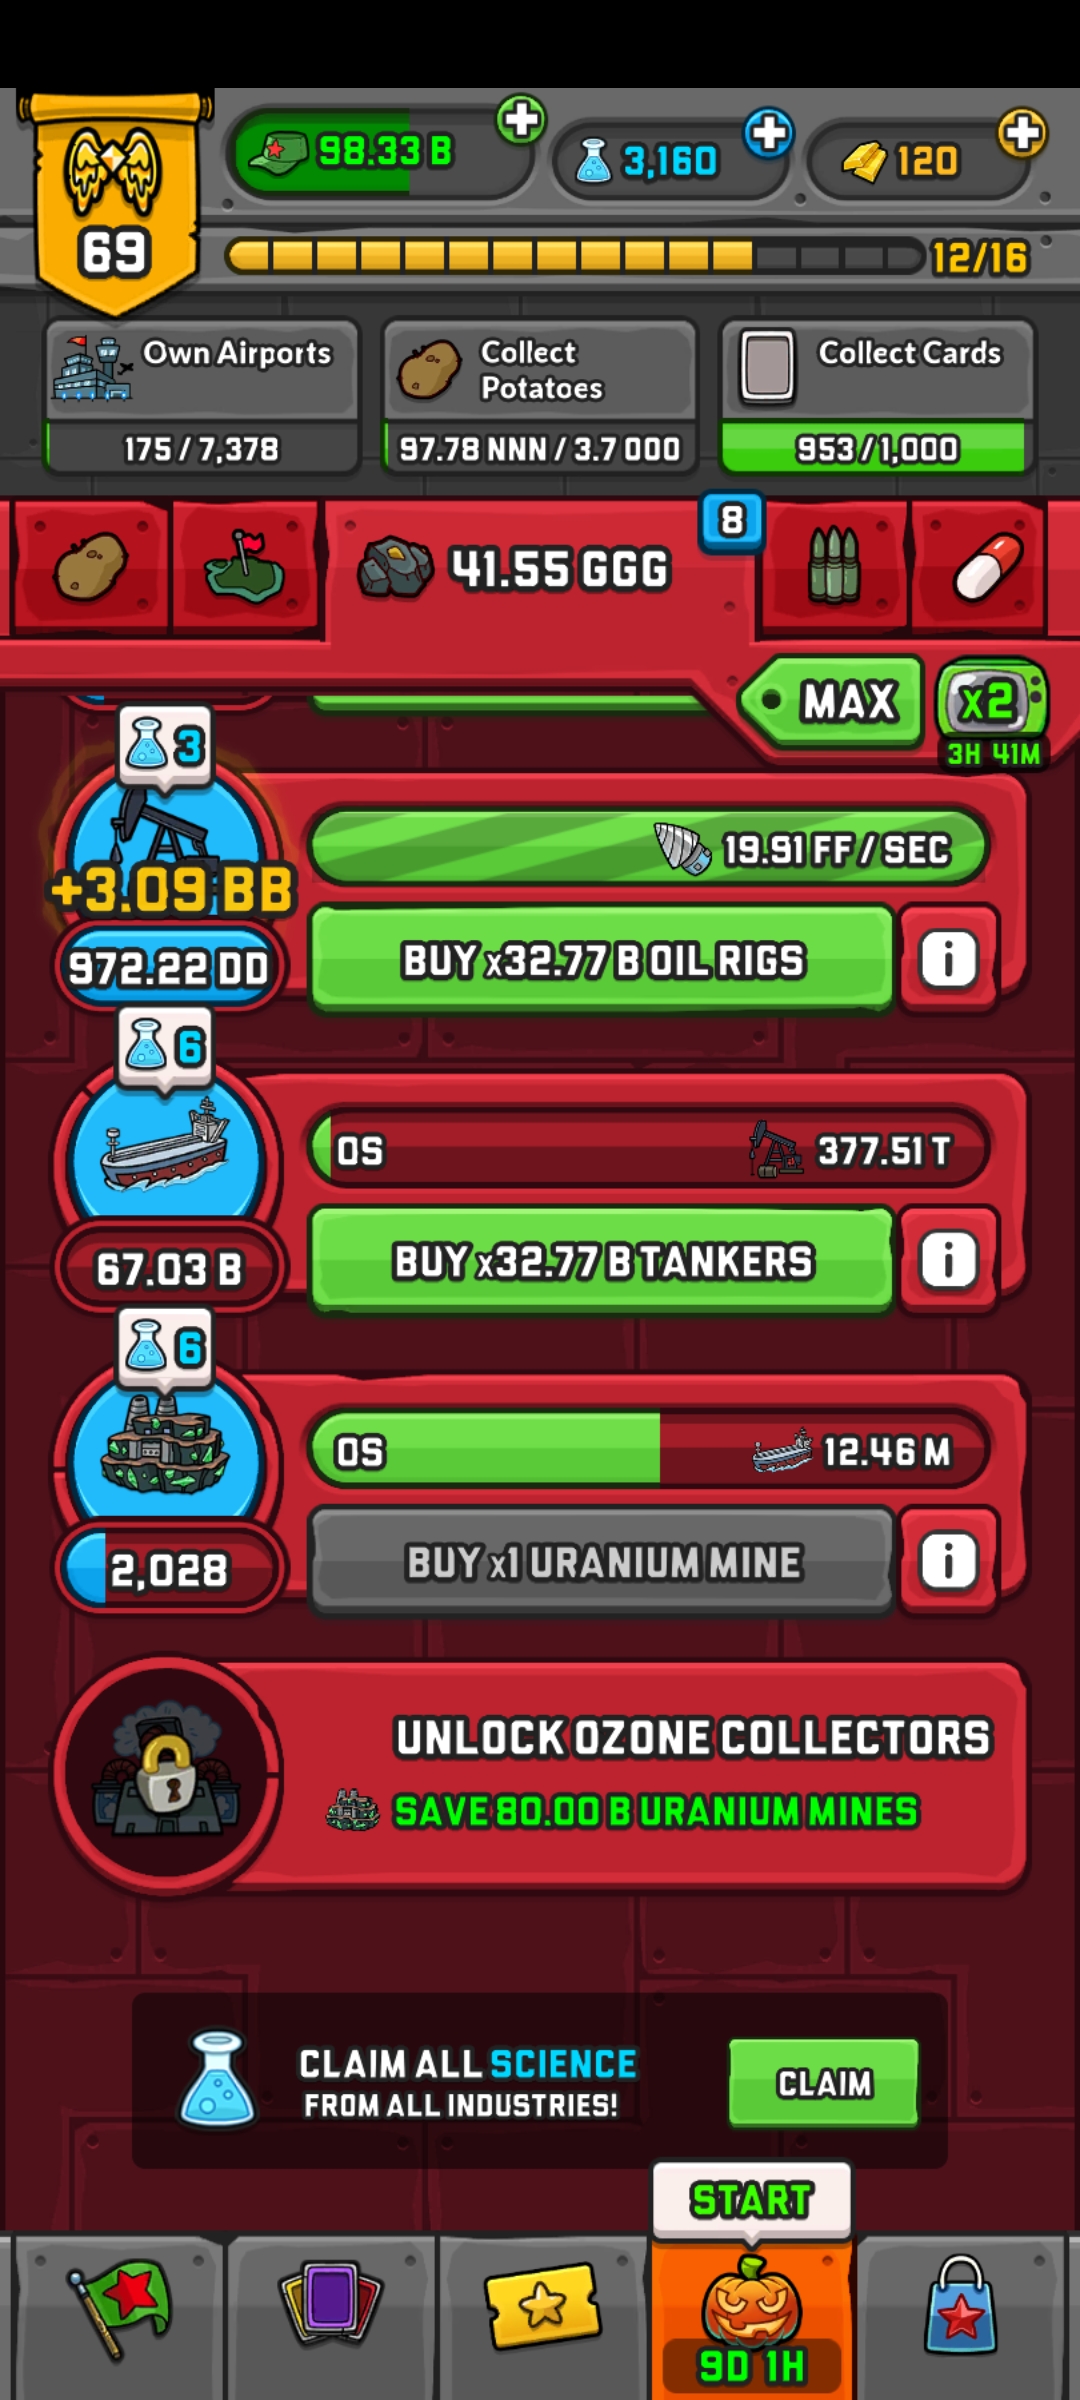 98.33 B
3,160
120
69
12/16
Own Airports
175 / 7,378
Collect
Potatoes
97.78 NNN / 3.7 OOO
Collect Cards
953 / 1,000
41.55 GGG
8
MAX
x2
3H 41M
3
19.91 FF / SEC
+3.09 BB
972.22 DD
BUY x32.77 B OIL RIGS
i
6
0S
377.51 T
67.03 B
BUY x32.77 B TANKERS
i
6
0S
12.46 M
2,028
BUY x1 URANIUM MINE
i
UNLOCK OZONE COLLECTORS
SAVE 80.00 B URANIUM MINES
CLAIM ALL SCIENCE
FROM ALL INDUSTRIES!
CLAIM
START
9D 1H